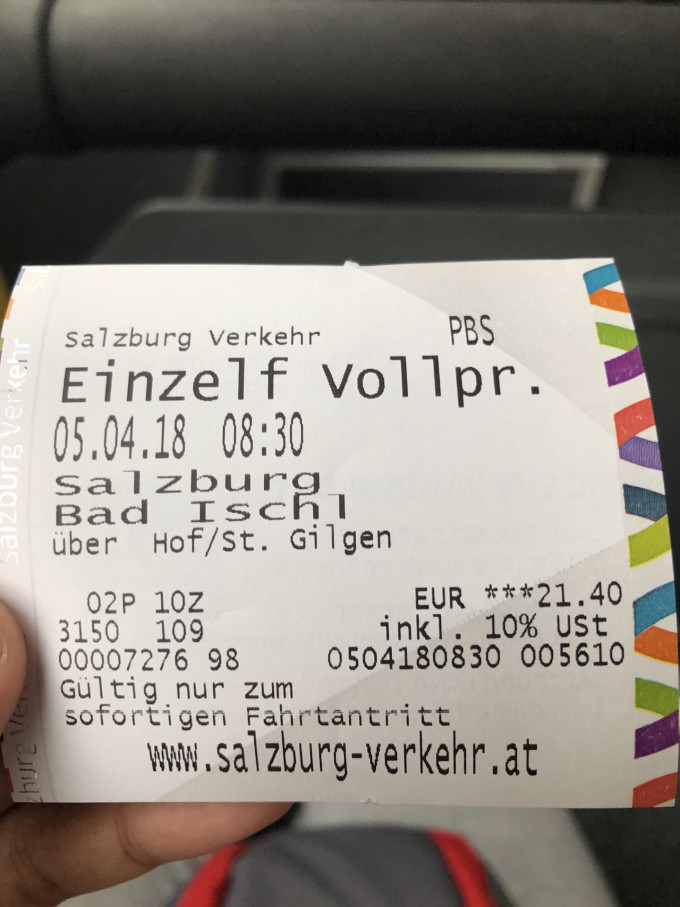 Salzburg Verkehr PBS
Einzelf Vollpr.
05.04.18 08:30
Salzburg
Bad Ischl
über Hof/St. Gilgen
02P 10Z EUR ***21.40
3150 109 inkl. 10% USt
00007276 98 0504180830 005610
Gültig nur zum
sofortigen Fahrtantritt
www.salzburg-verkehr.at
Salzburg Verkehr